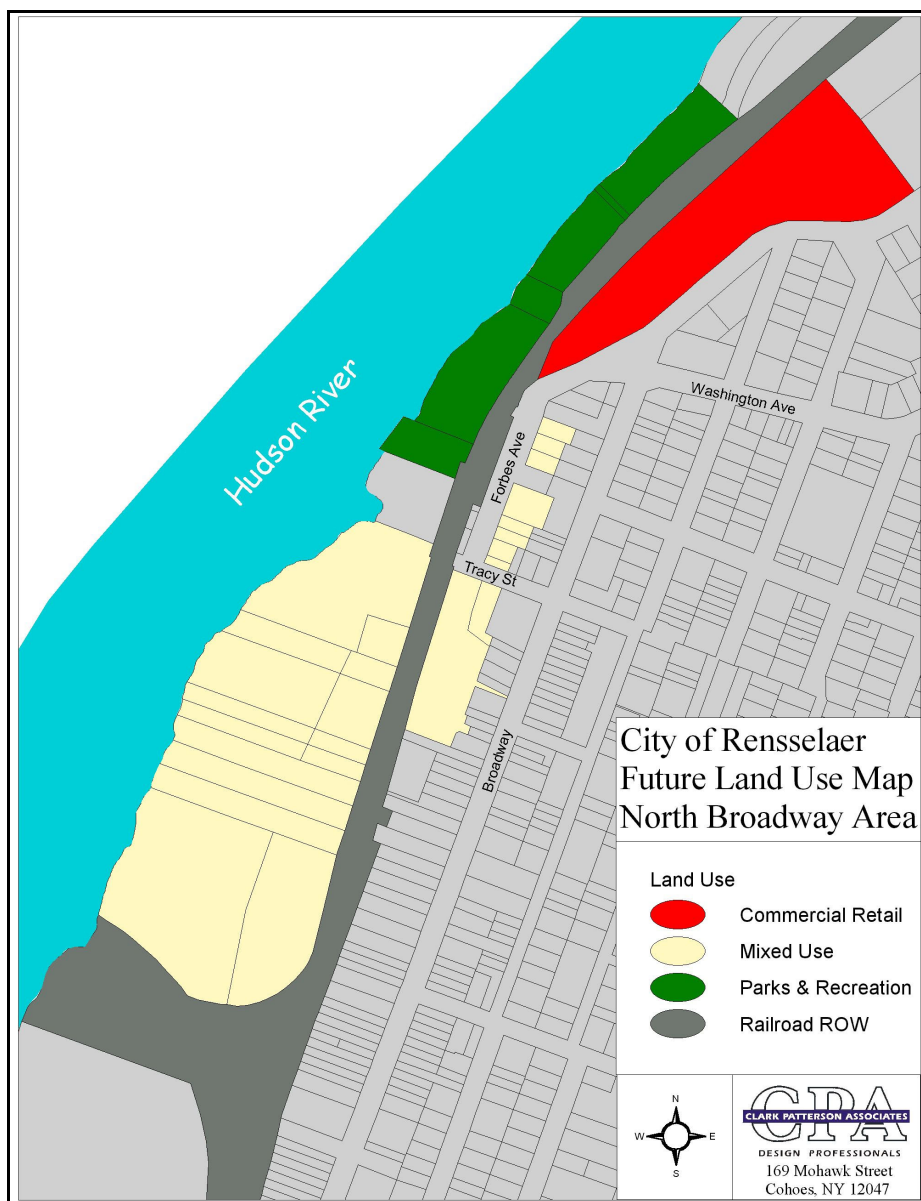 Hudson River
Washington Ave
Forbes Ave
Tracy St
Broadway
City of Rensselaer
Future Land Use Map
North Broadway Area
Land Use
Commercial Retail
Mixed Use
Parks & Recreation
Railroad ROW
N
W E
S
CPA
CLARK PATTERSON ASSOCIATES
DESIGN PROFESSIONALS
169 Mohawk Street
Cohoes, NY 12047